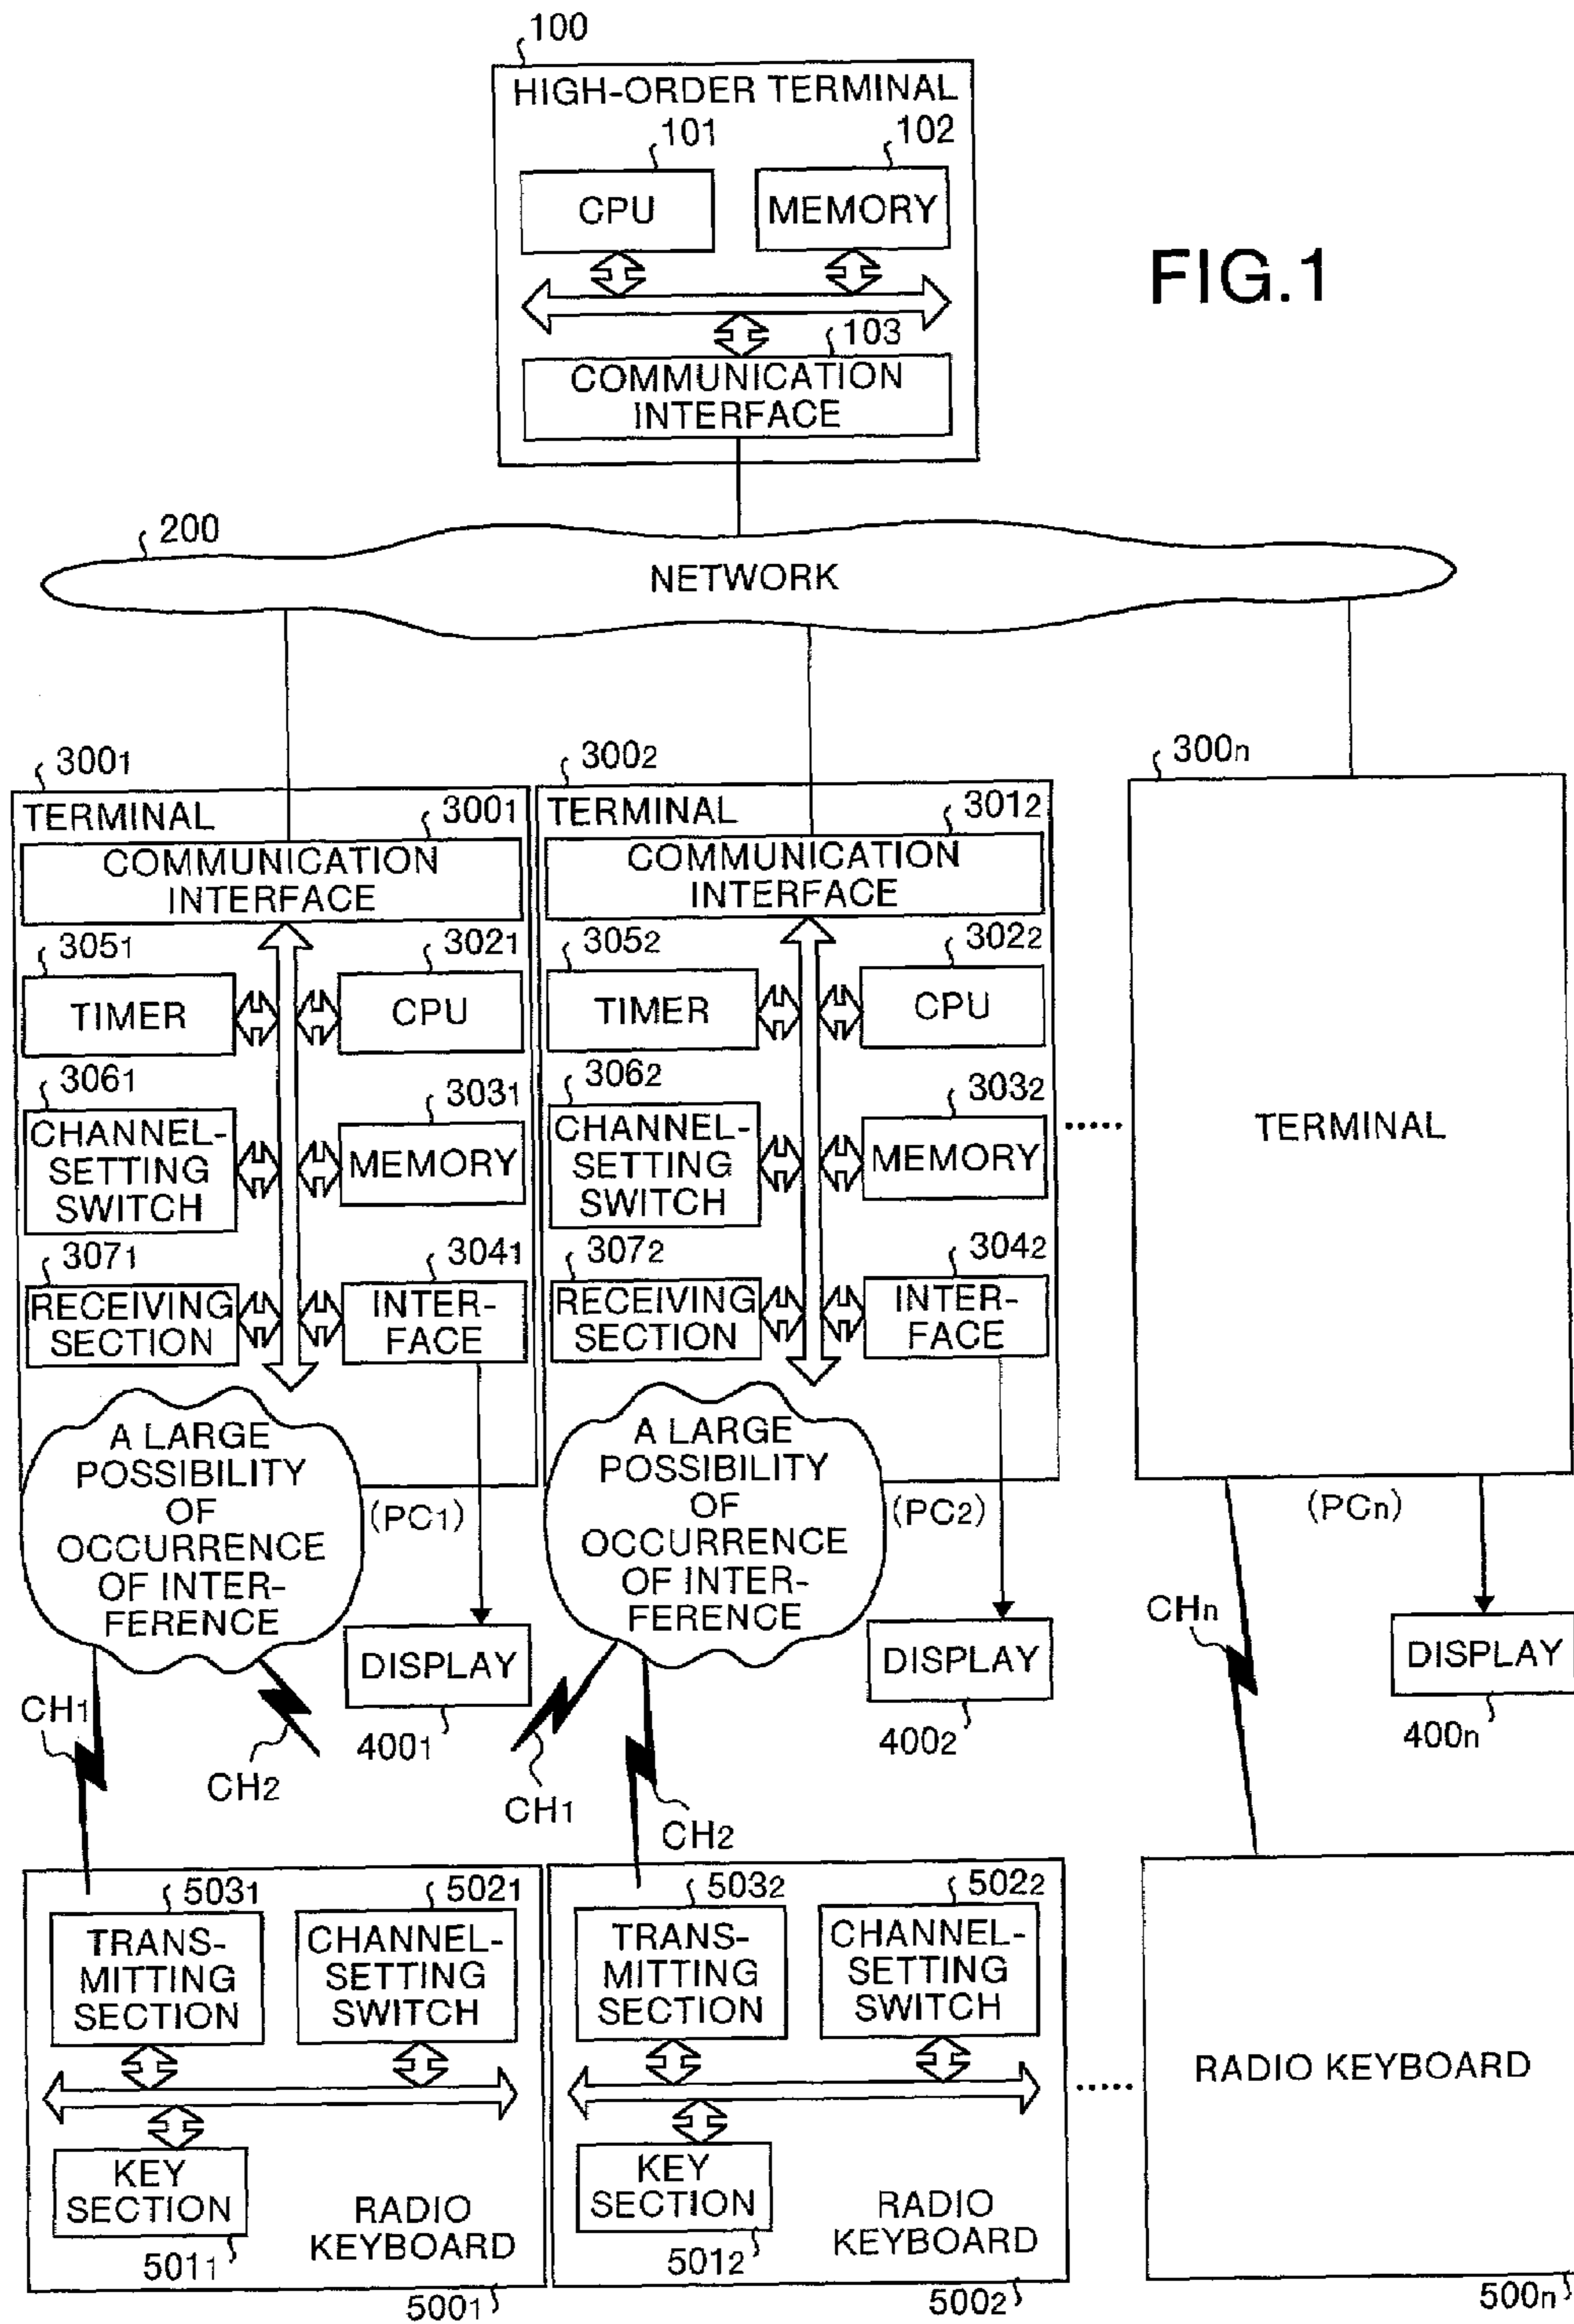 100
HIGH-ORDER TERMINAL
101
102
CPU
MEMORY
FIG.1
103
COMMUNICATION
INTERFACE
200
NETWORK
300₁
300₂
300n
TERMINAL
300₁
COMMUNICATION
INTERFACE
305₁
302₁
TIMER
CPU
306₁
303₁
CHANNEL-
SETTING
SWITCH
MEMORY
307₁
304₁
RECEIVING
SECTION
INTER-
FACE
TERMINAL
301₂
COMMUNICATION
INTERFACE
305₂
302₂
TIMER
CPU
306₂
303₂
CHANNEL-
SETTING
SWITCH
MEMORY
307₂
304₂
RECEIVING
SECTION
INTER-
FACE
.....
TERMINAL
A LARGE
POSSIBILITY
OF
OCCURRENCE
OF INTER-
FERENCE
(PC₁)
A LARGE
POSSIBILITY
OF
OCCURRENCE
OF INTER-
FERENCE
(PC₂)
(PCn)
CH₁
CH₂
DISPLAY
400₁
CH₁
CH₂
DISPLAY
400₂
CHn
DISPLAY
400n
503₁
502₁
TRANS-
MITTING
SECTION
CHANNEL-
SETTING
SWITCH
KEY
SECTION
501₁
RADIO
KEYBOARD
500₁
503₂
502₂
TRANS-
MITTING
SECTION
CHANNEL-
SETTING
SWITCH
KEY
SECTION
501₂
RADIO
KEYBOARD
500₂
.....
RADIO KEYBOARD
500n